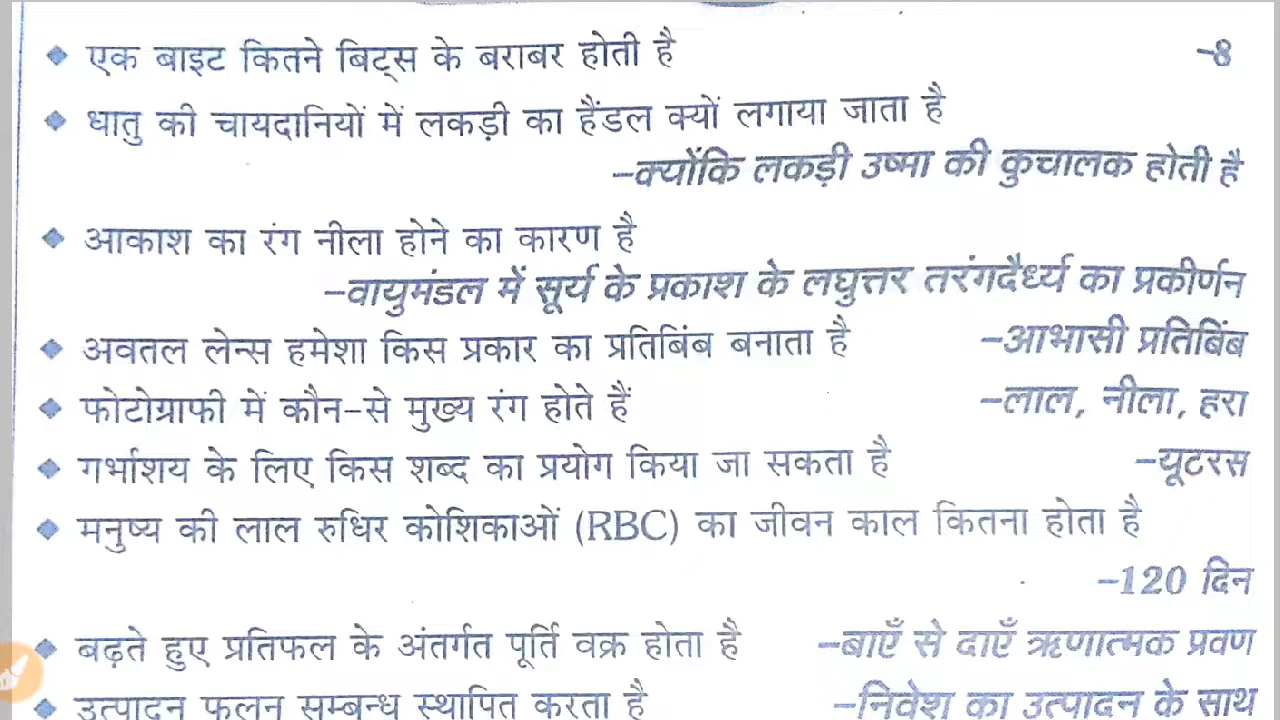 ◆ एक बाइट कितने बिट्स के बराबर होती है -8
◆ धातु की चायदानियों में लकड़ी का हैंडल क्यों लगाया जाता है
-क्योंकि लकड़ी उष्मा की कुचालक होती है
◆ आकाश का रंग नीला होने का कारण है
-वायुमंडल में सूर्य के प्रकाश के लघुत्तर तरंगदैर्ध्य का प्रकीर्णन
◆ अवतल लेन्स हमेशा किस प्रकार का प्रतिबिंब बनाता है -आभासी प्रतिबिंब
◆ फोटोग्राफी में कौन-से मुख्य रंग होते हैं -लाल, नीला, हरा
◆ गर्भाशय के लिए किस शब्द का प्रयोग किया जा सकता है -यूटरस
◆ मनुष्य की लाल रुधिर कोशिकाओं (RBC) का जीवन काल कितना होता है
-120 दिन
◆ बढ़ते हुए प्रतिफल के अंतर्गत पूर्ति वक्र होता है -बाएँ से दाएँ ऋणात्मक प्रवण
◆ उत्पादन फलन सम्बन्ध स्थापित करता है -निवेश का उत्पादन के साथ